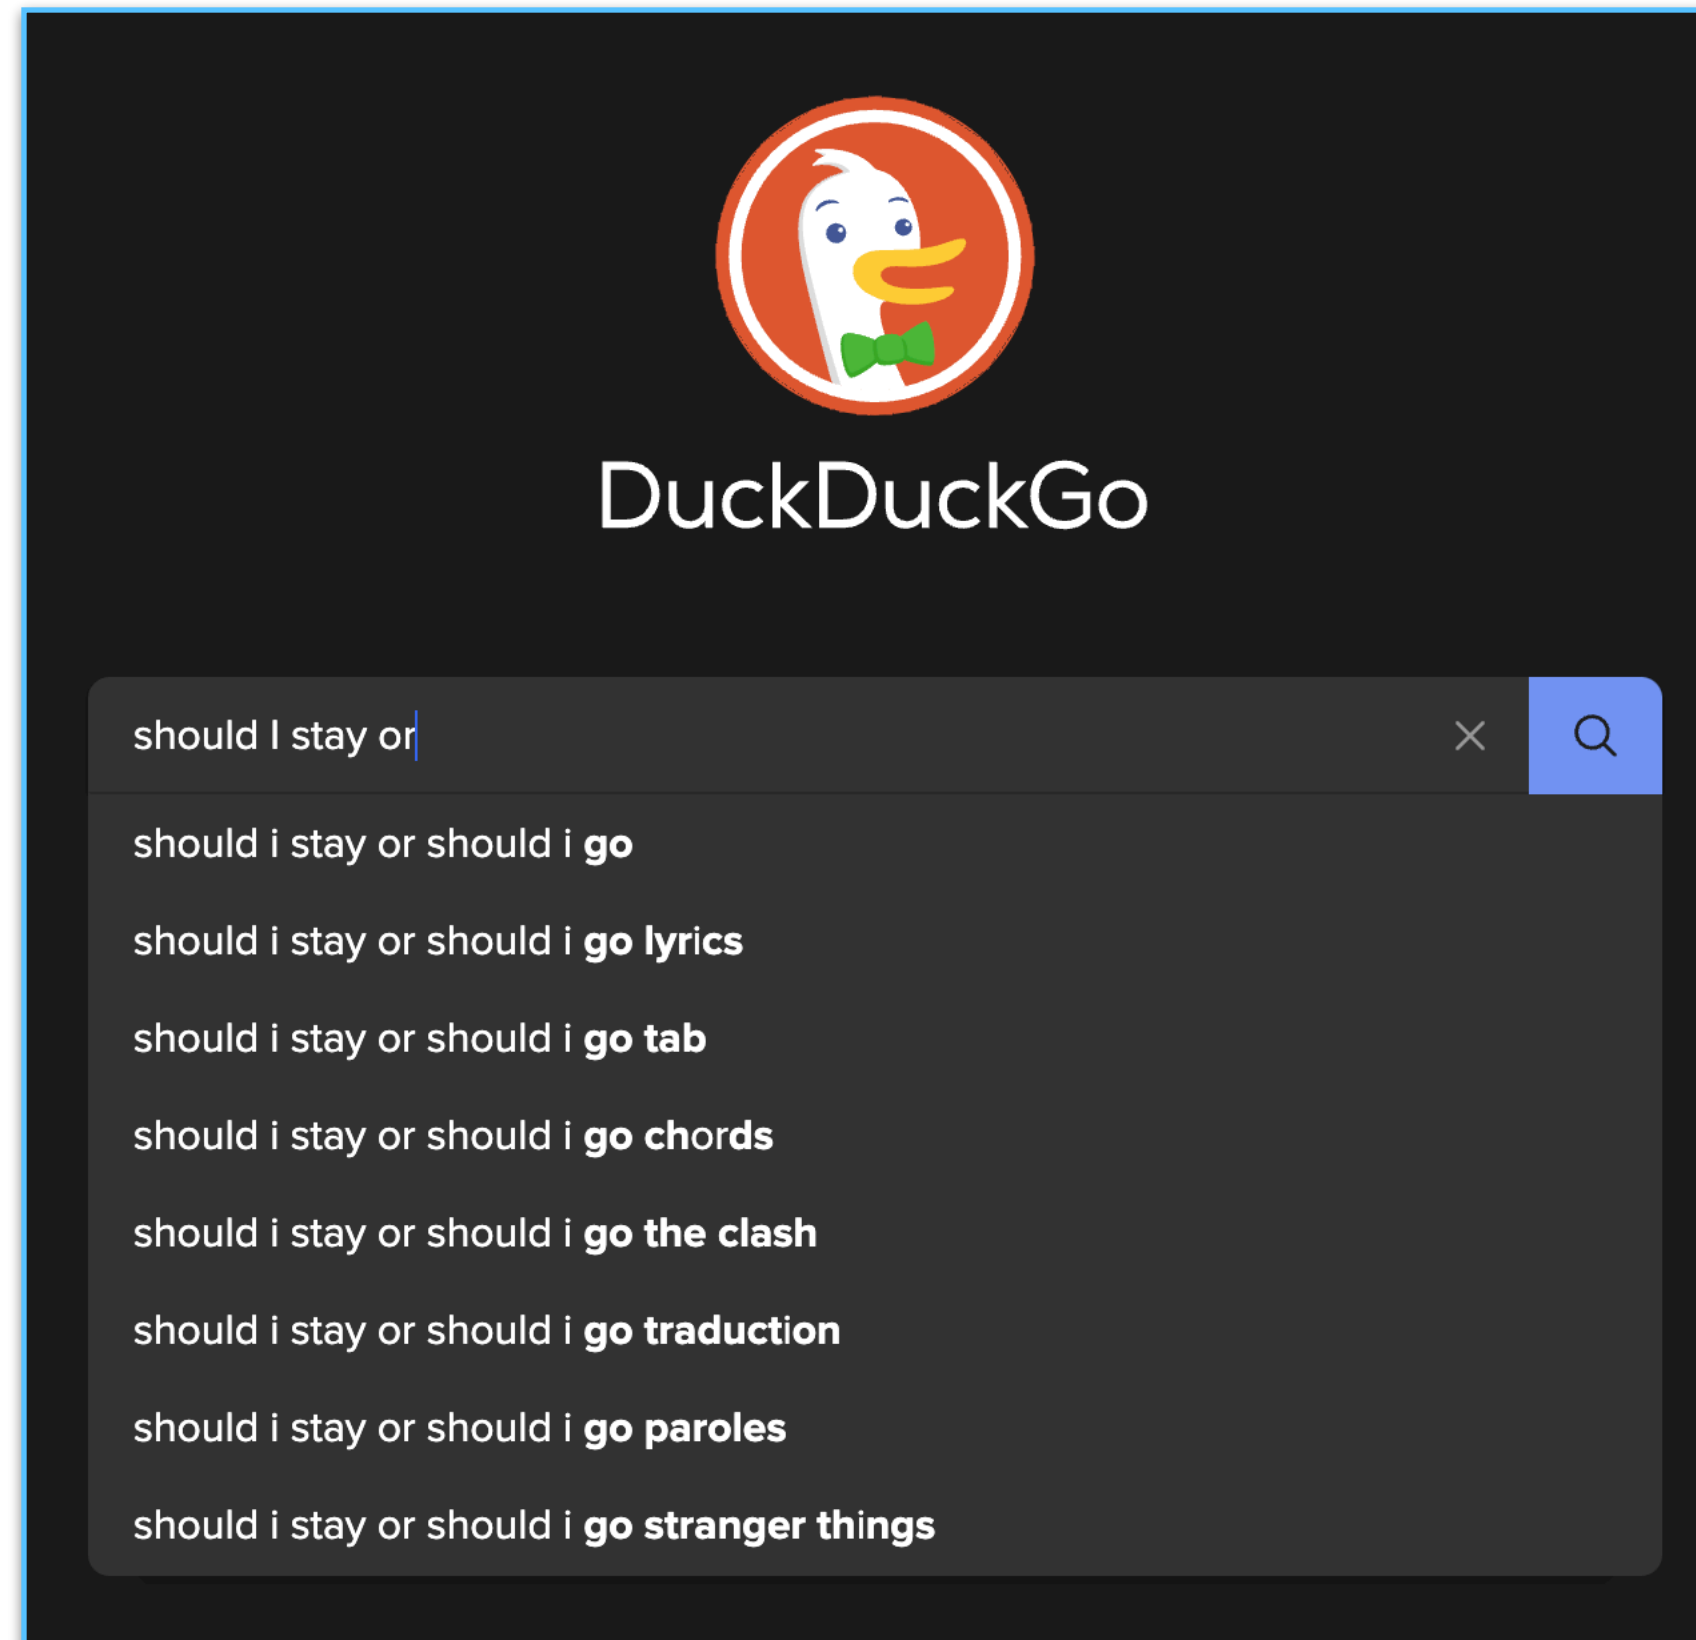 DuckDuckGo
should I stay or
should i stay or should i go
should i stay or should i go lyrics
should i stay or should i go tab
should i stay or should i go chords
should i stay or should i go the clash
should i stay or should i go traduction
should i stay or should i go paroles
should i stay or should i go stranger things